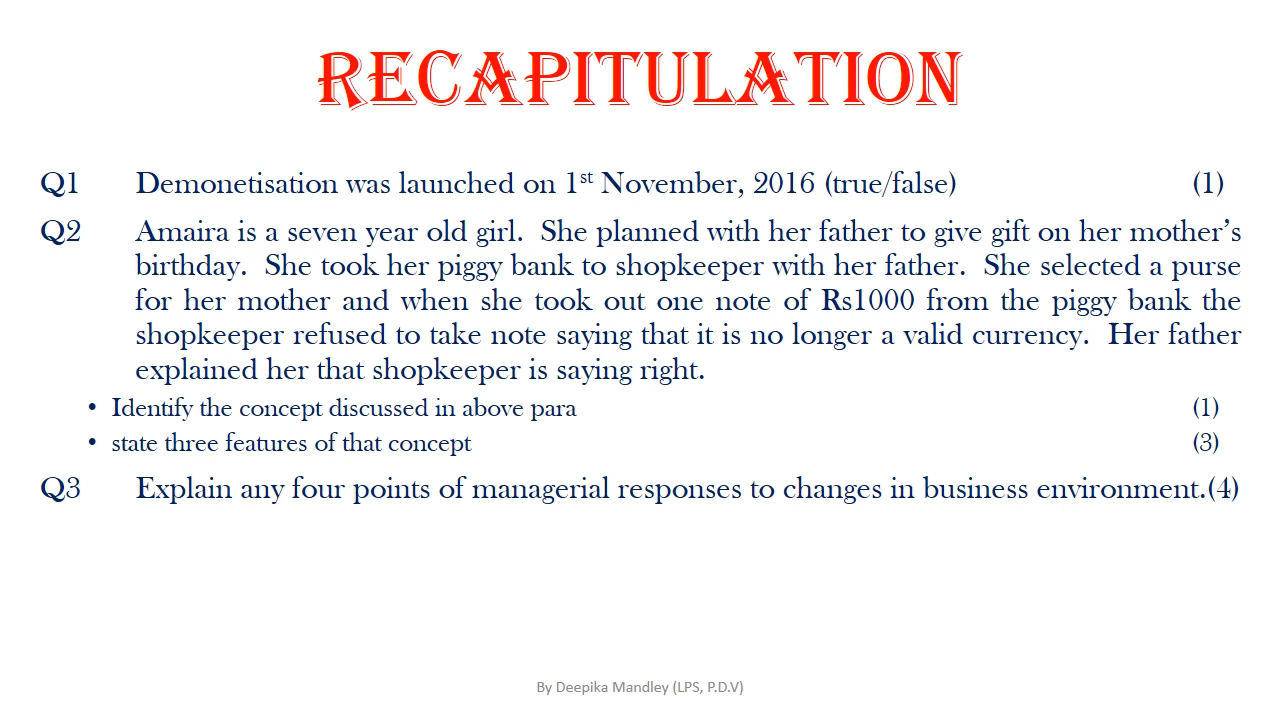 RECAPITULATION
Q1 Demonetisation was launched on 1st November, 2016 (true/false) (1)
Q2 Amaira is a seven year old girl. She planned with her father to give gift on her mother's
birthday. She took her piggy bank to shopkeeper with her father. She selected a purse
for her mother and when she took out one note of Rs1000 from the piggy bank the
shopkeeper refused to take note saying that it is no longer a valid currency. Her father
explained her that shopkeeper is saying right.
• Identify the concept discussed in above para (1)
• state three features of that concept (3)
Q3 Explain any four points of managerial responses to changes in business environment.(4)
By Deepika Mandley (LPS, P.D.V)